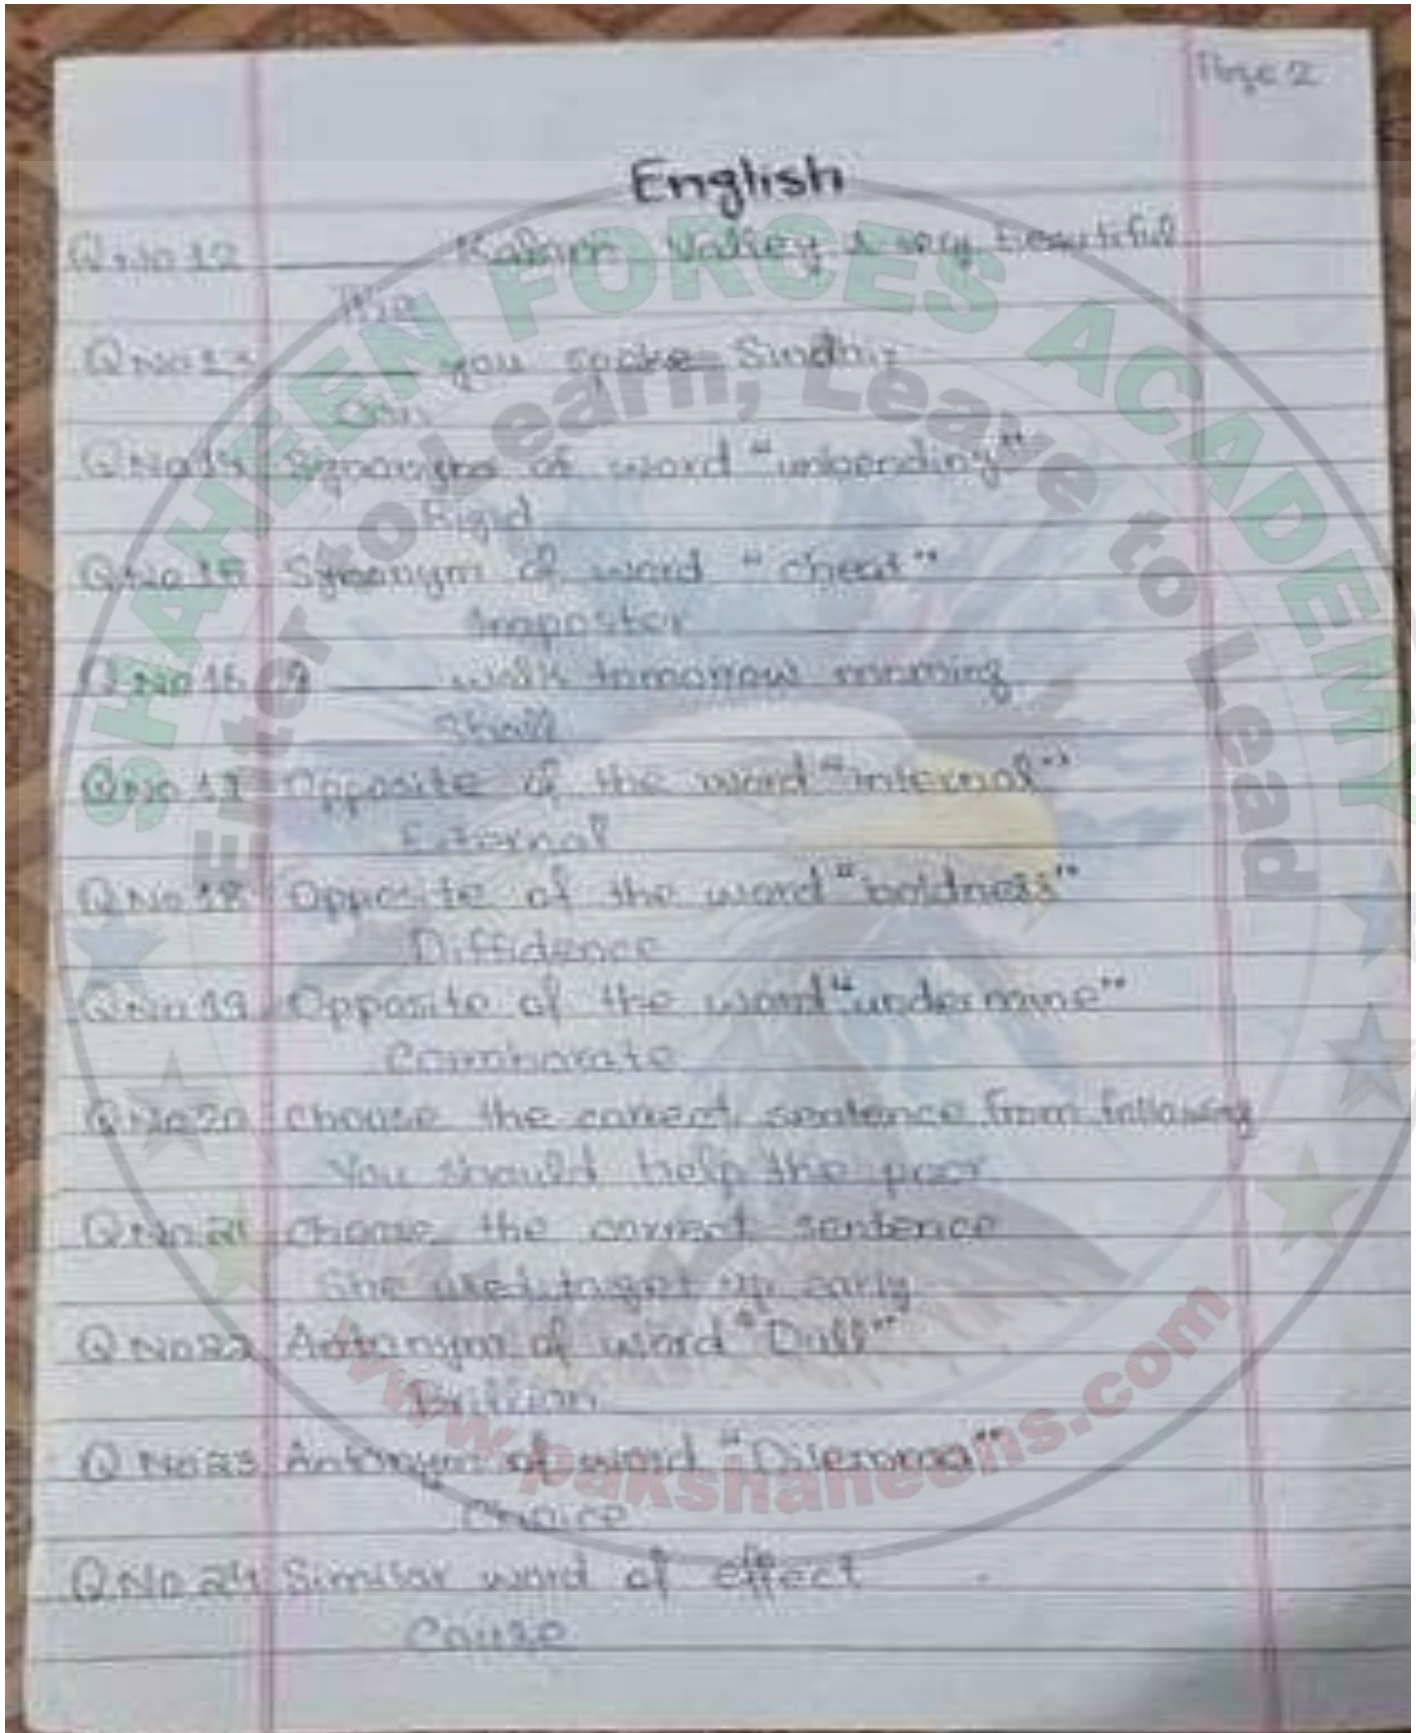 Page 2
English
Q No 12 ______ Kalam Valley is very beautiful
The
Q No 13 ______ you spoke Sindhi?
Can
Q No 14 Synonym of word "unbending"
Rigid
Q No 15 Synonym of word "cheat"
Imposter
Q No 16 I ______ walk tomorrow morning
Shall
Q No 17 Opposite of the word "internal"
External
Q No 18 Opposite of the word "boldness"
Diffidence
Q No 19 Opposite of the word "undermine"
Q No 20 Choose the correct sentence from following
You should help the poor
Q No 21 Choose the correct sentence
She used to get up early
Q No 22 Antonym of word "Dull"
Q No 23 Antonym of word "Dilemma"
Choice
Q No 24 Similar word of effect
Cause
SHAHEEN FORCES ACADEMY
Enter to Learn, Leave to Lead
www.pakshaheens.com